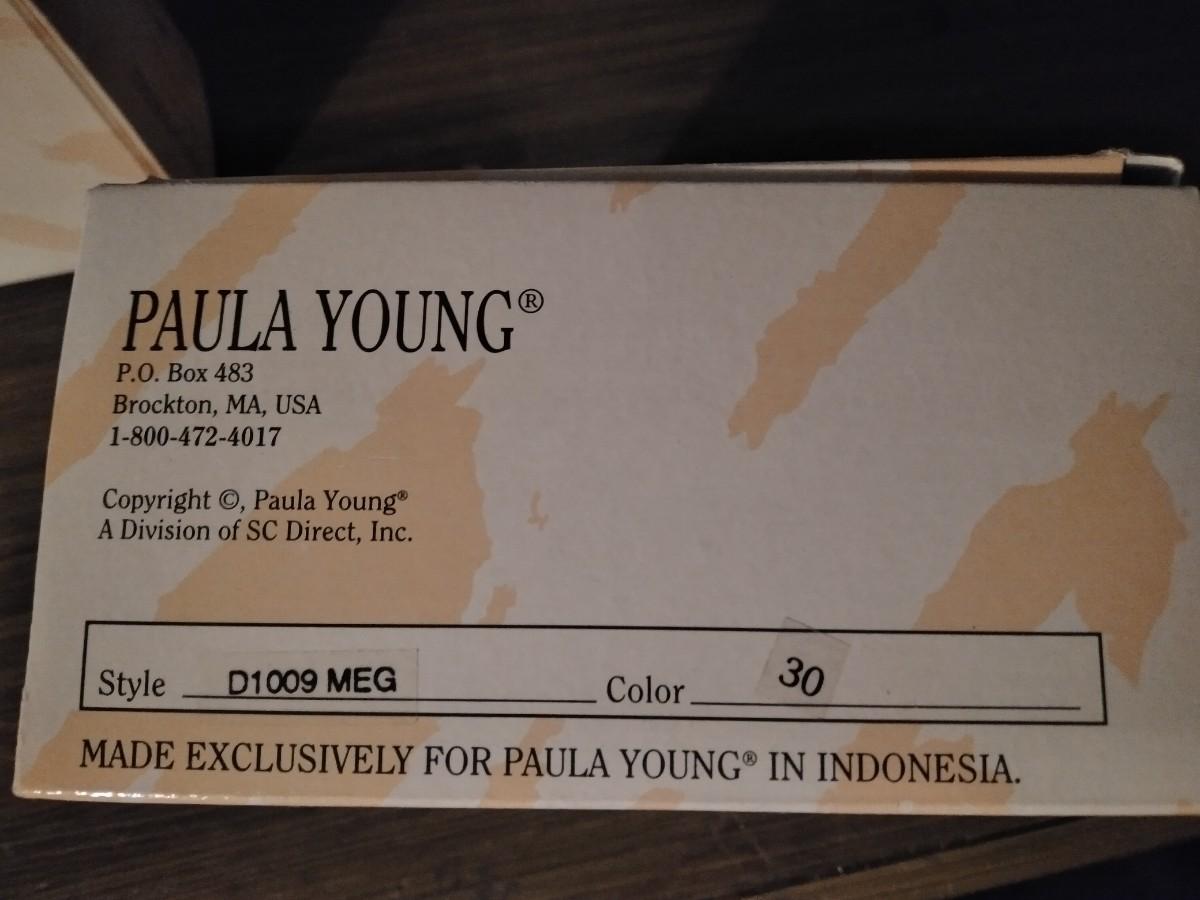 PAULA YOUNG®
P.O. Box 483
Brockton, MA, USA
1-800-472-4017
Copyright ©, Paula Young®
A Division of SC Direct, Inc.
Style D1009 MEG Color 30
MADE EXCLUSIVELY FOR PAULA YOUNG® IN INDONESIA.